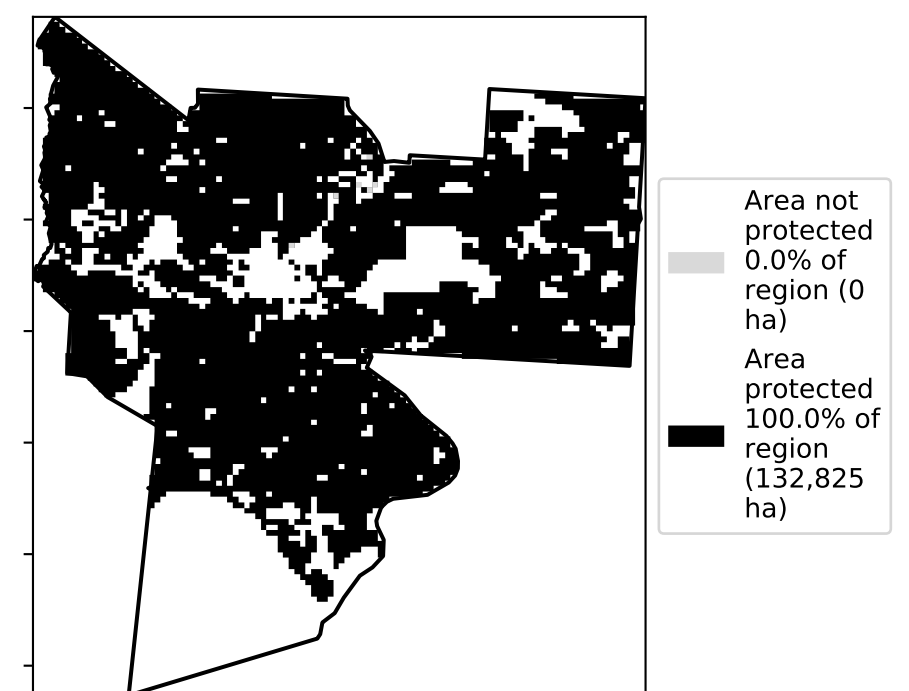 Area not
protected
0.0% of
region (0
ha)
Area
protected
100.0% of
region
(132,825
ha)